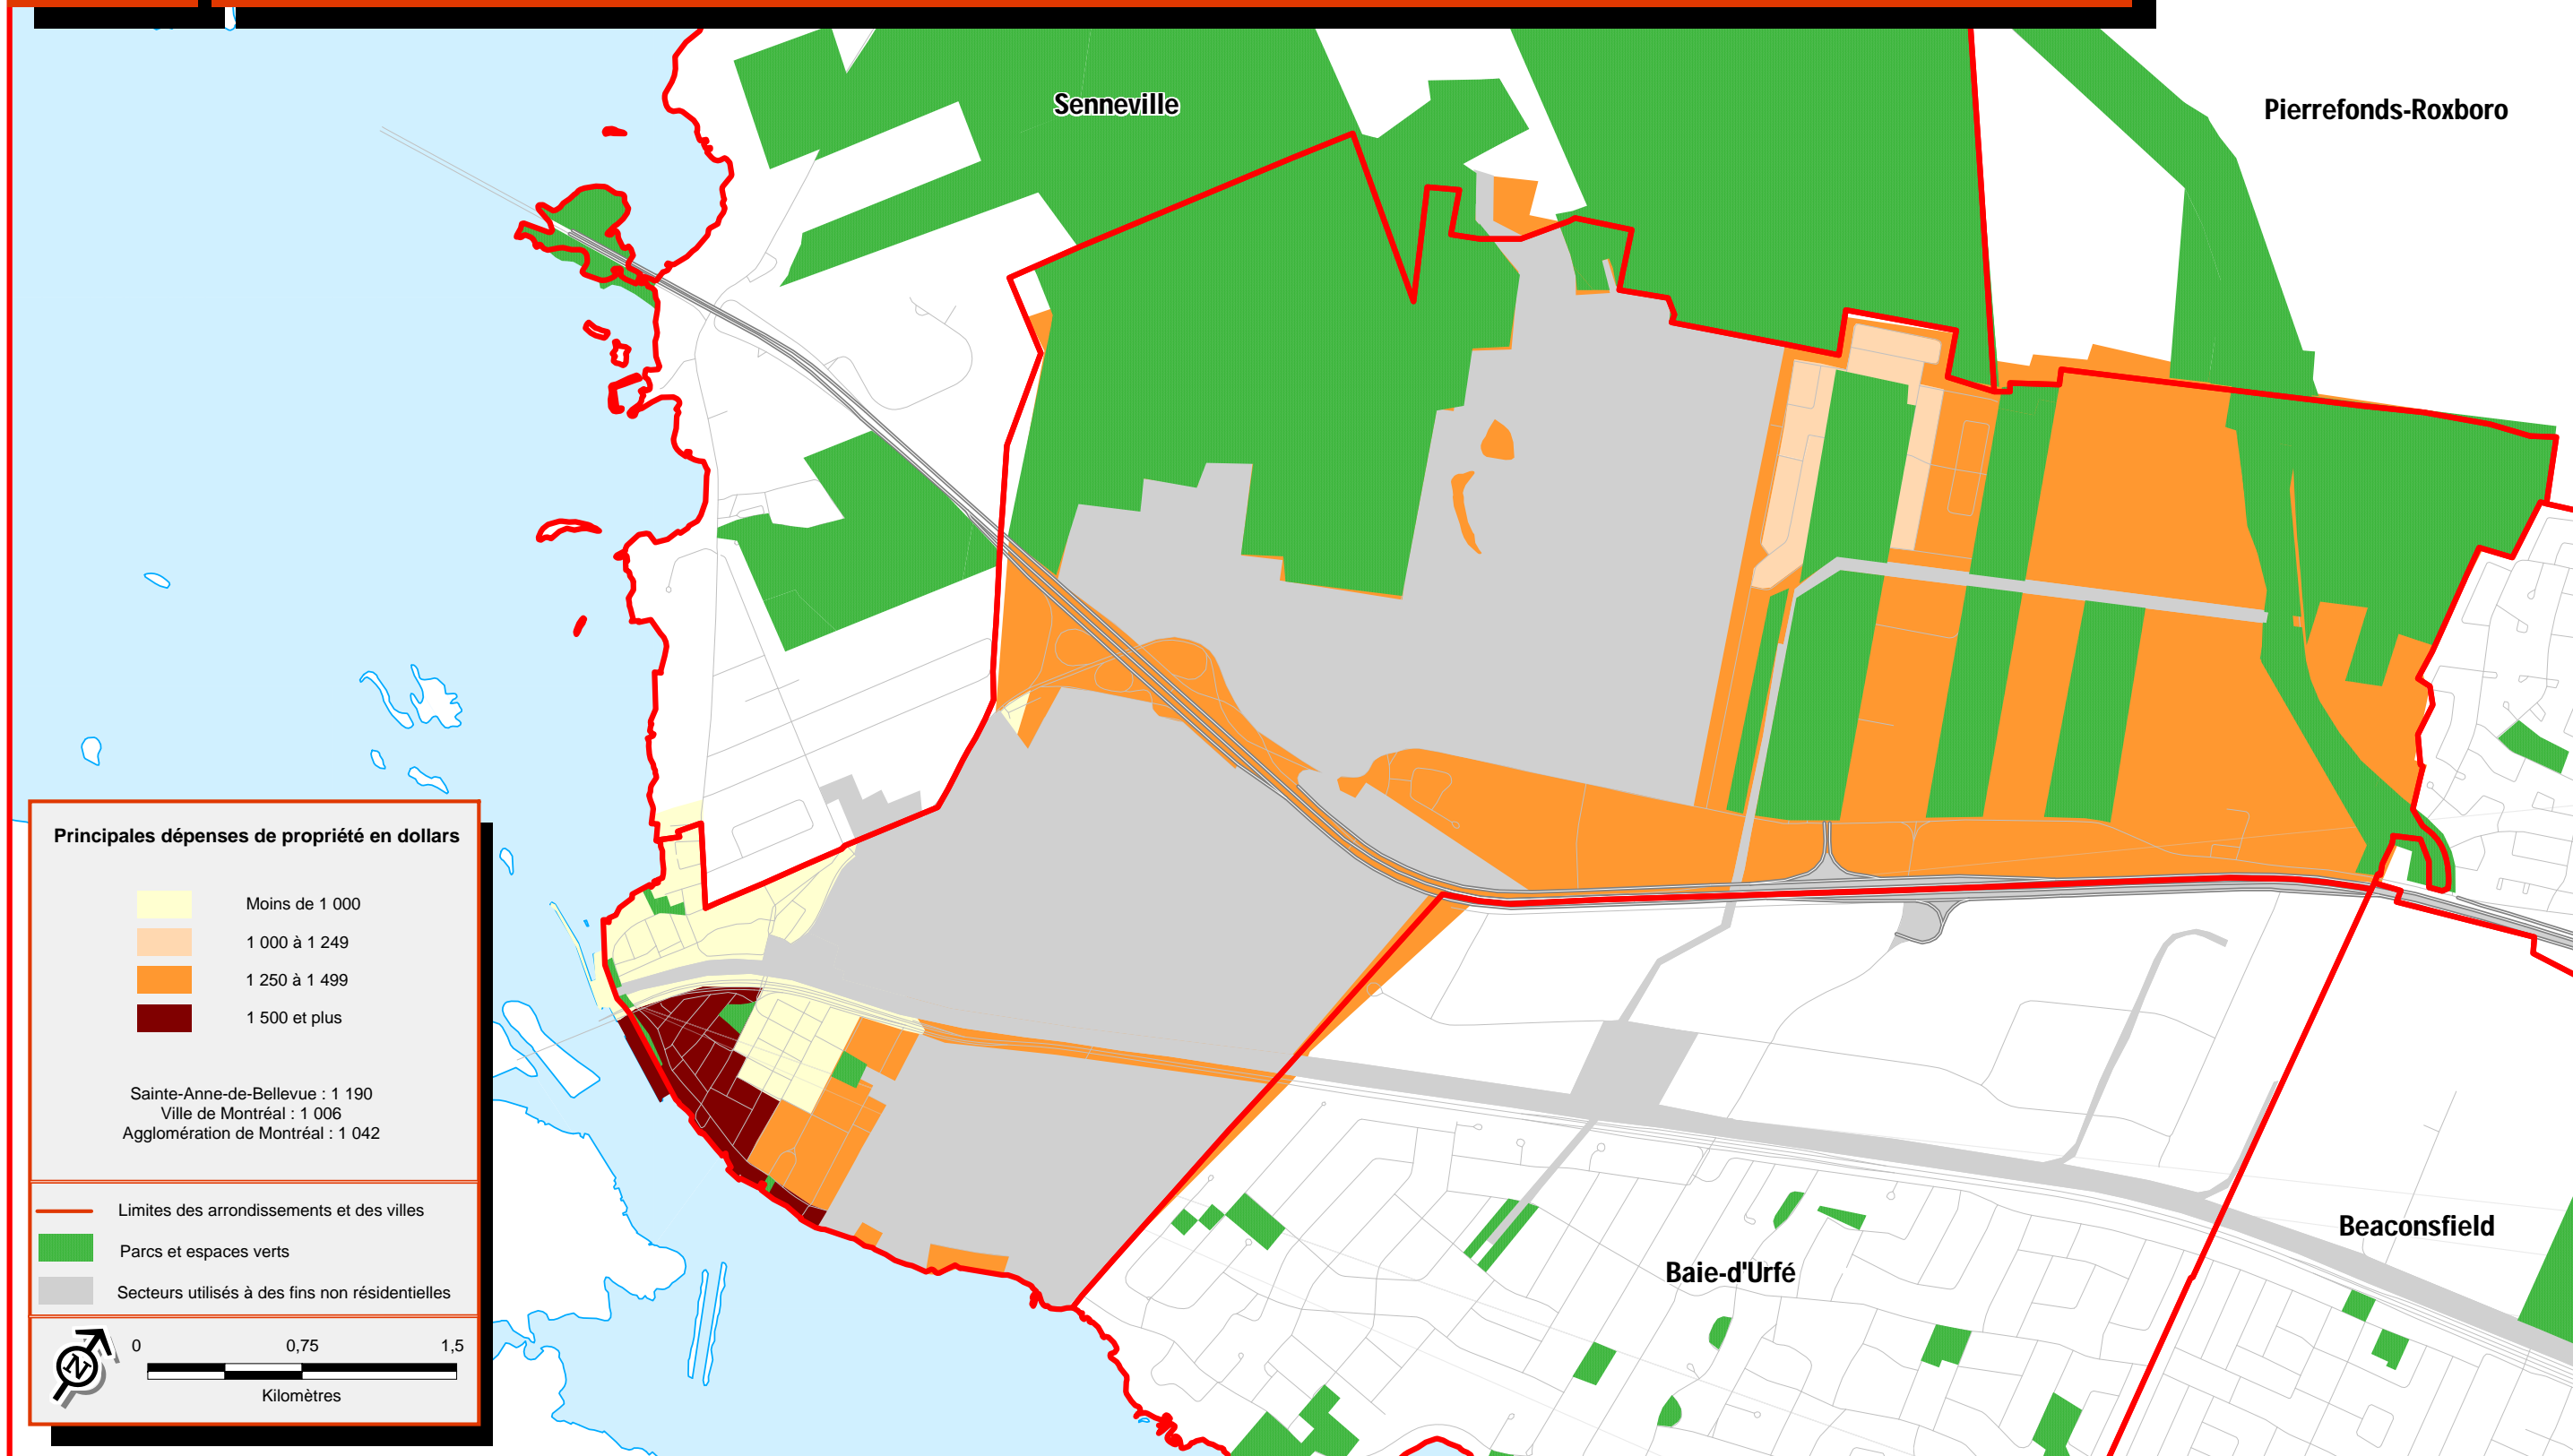 Senneville
Pierrefonds-Roxboro
Principales dépenses de propriété en dollars
Moins de 1 000
1 000 à 1 249
1 250 à 1 499
1 500 et plus
Sainte-Anne-de-Bellevue : 1 190
Ville de Montréal : 1 006
Agglomération de Montréal : 1 042
Limites des arrondissements et des villes
Parcs et espaces verts
Secteurs utilisés à des fins non résidentielles
N
0 0,75 1,5
Kilomètres
Baie-d'Urfé
Beaconsfield